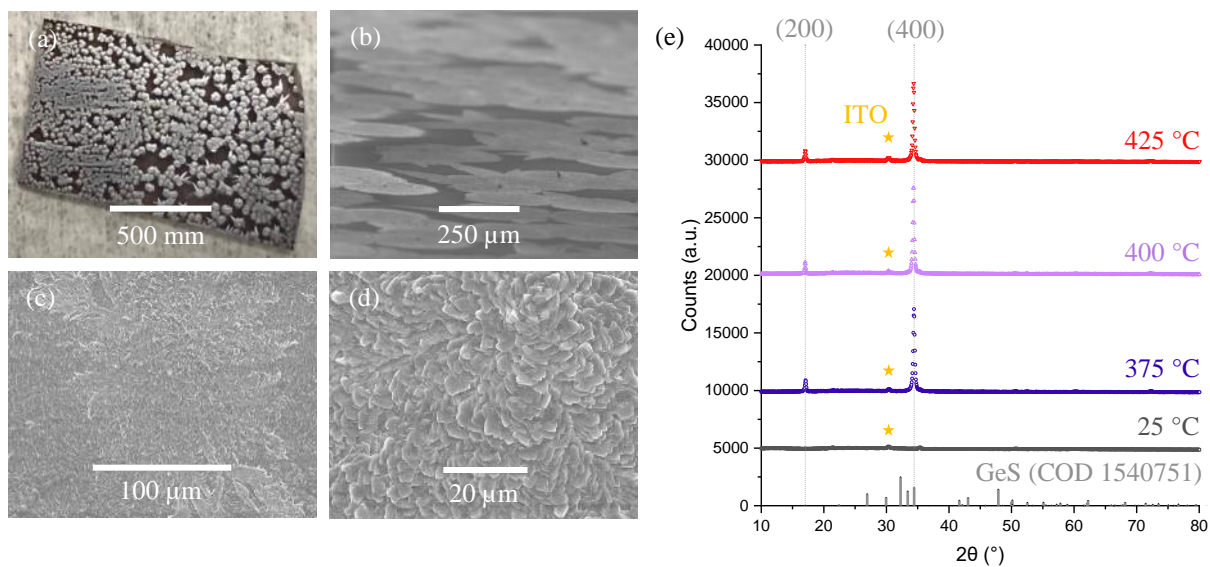 (a)
500 mm
(b)
250 µm
(c)
100 µm
(d)
20 µm
(e)
(200)
(400)
40000
35000
30000
25000
20000
15000
10000
5000
0
Counts (a.u.)
ITO
425 °C
400 °C
375 °C
25 °C
GeS (COD 1540751)
10 20 30 40 50 60 70 80
2θ (°)